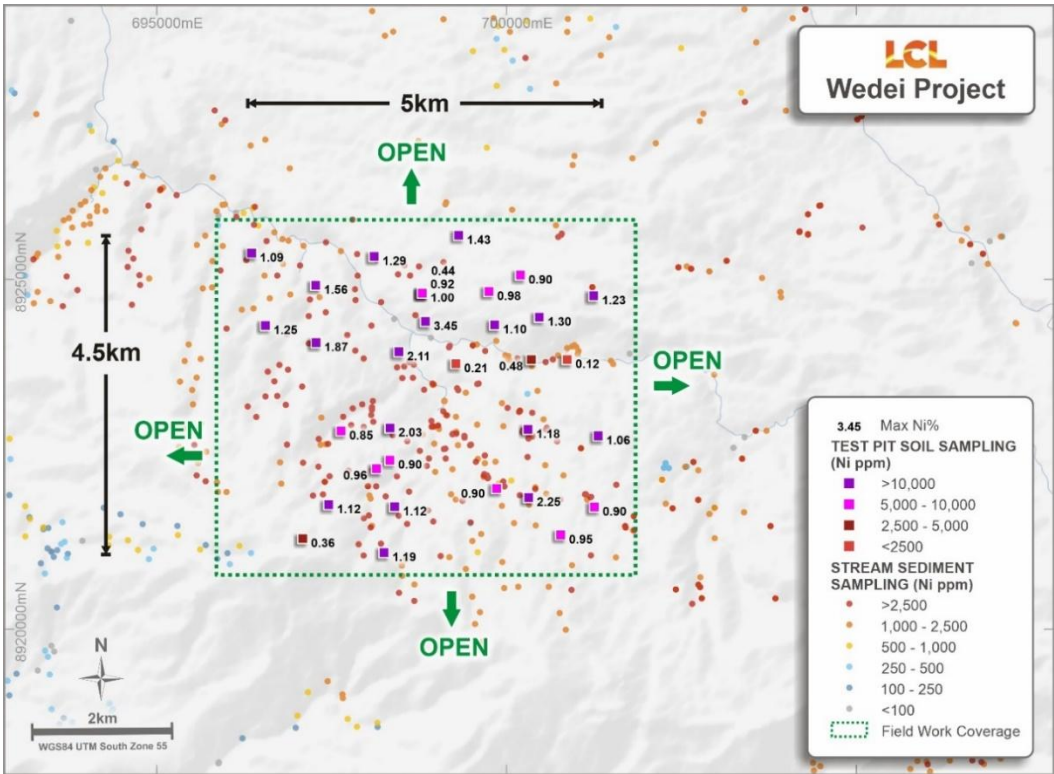 695000mE
700000mE
LCL
Wedei Project
5km
OPEN
8925000mN
4.5km
1.43
1.09
1.29
0.44
0.92
1.00
0.90
1.56
0.98
1.23
1.25
3.45
1.10
1.30
1.87
2.11
0.21
0.48
0.12
OPEN
OPEN
0.85
2.03
1.18
1.06
0.96
0.90
0.90
2.25
0.90
1.12
1.12
0.36
1.19
0.95
OPEN
8920000mN
N
2km
WGS84 UTM South Zone 55
3.45 Max Ni%
TEST PIT SOIL SAMPLING
(Ni ppm)
>10,000
5,000 - 10,000
2,500 - 5,000
<2500
STREAM SEDIMENT
SAMPLING (Ni ppm)
>2,500
1,000 - 2,500
500 - 1,000
250 - 500
100 - 250
<100
Field Work Coverage